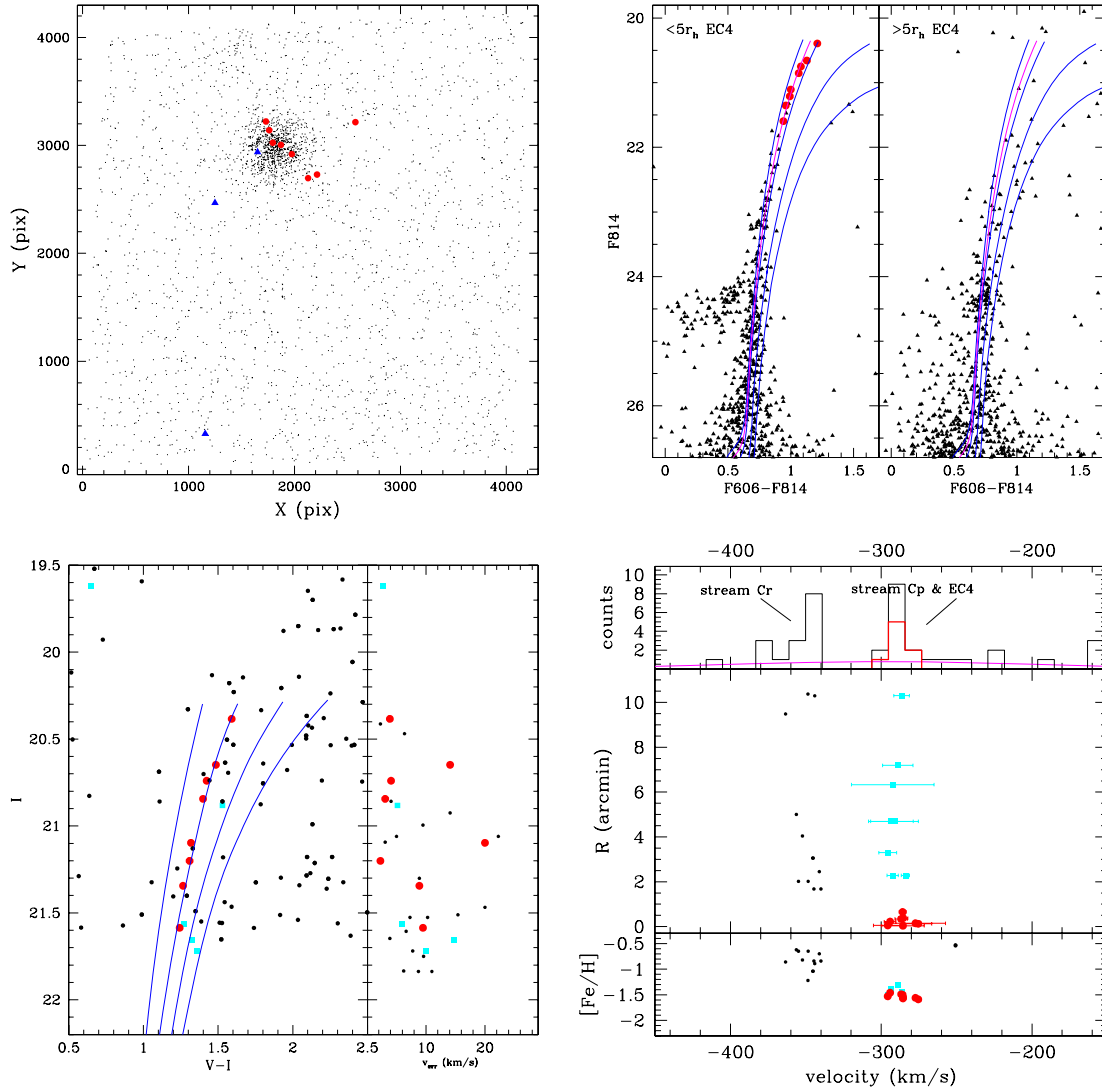 4000
3000
2000
1000
0
Y (pix)
0 1000 2000 3000 4000
X (pix)
<5r_h EC4 >5r_h EC4
20
22
24
26
F814
0 0.5 1 1.5 0 0.5 1 1.5
F606−F814 F606−F814
19.5
20
20.5
21
21.5
22
I
0.5 1 1.5 2 2.5 10 20
V−I v_err (km/s)
−400 −300 −200
10
8
6
4
2
counts
stream Cr stream Cp & EC4
10
8
6
4
2
0
R (arcmin)
−0.5
−1
−1.5
−2
[Fe/H]
−400 −300 −200
velocity (km/s)